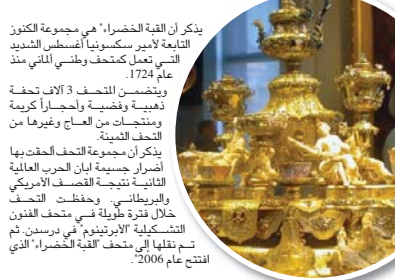 يذكر أن القبة الخضراء" هي مجموعة الكنوز
التابعة لأمير سكسونيا أغسطس الشديد
التي تعمل كمتحف وطني ألماني منذ
عام 1724.
ويتضمن المتحف 3 آلاف تحفة
ذهبية وفضية وأحجاراً كريمة
ومنتجات من العاج وغيرها من
التحف الثمينة.
يذكر أن مجموعة التحف ألحقت بها
أضرار جسيمة ابان الحرب العالمية
الثانية نتيجة القصف الأمريكي
والبريطاني. وحفظت التحف
خلال فترة طويلة في متحف الفنون
التشكيلية "ألبرتينوم" في درسدن. ثم
تم نقلها إلى متحف "القبة الخضراء" الذي
افتتح عام 2006".